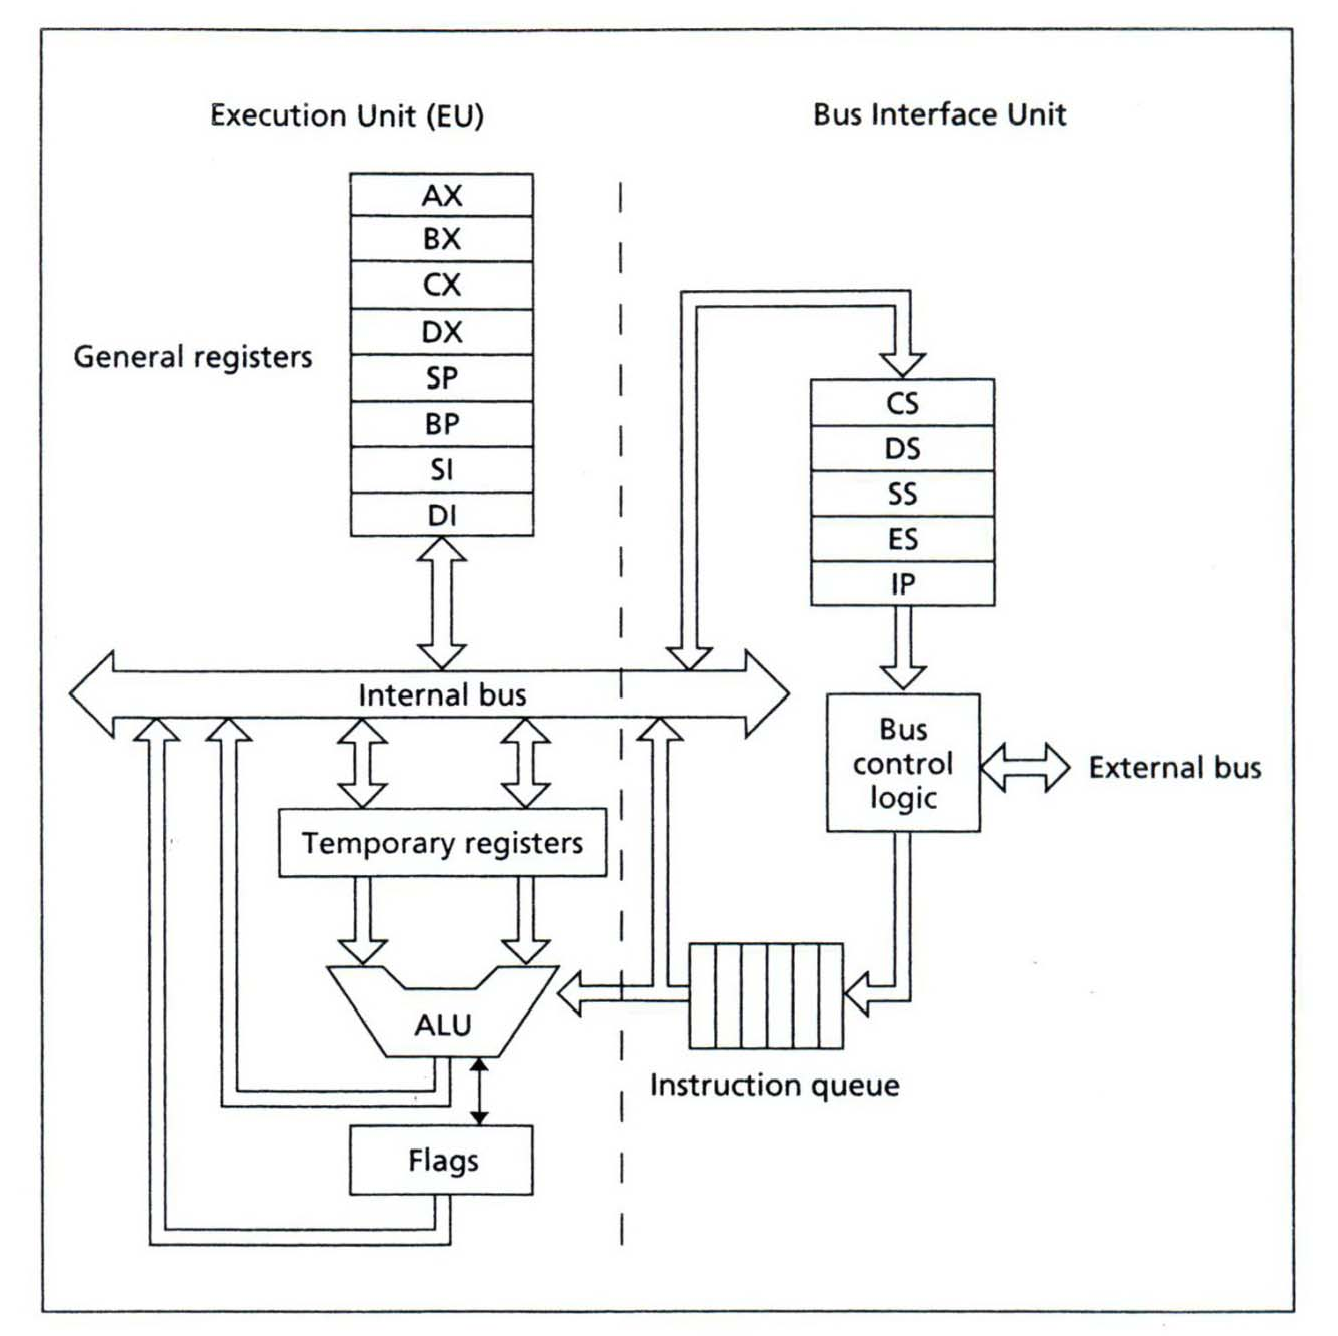 Execution Unit (EU)
Bus Interface Unit
General registers
AX
BX
CX
DX
SP
BP
SI
DI
CS
DS
SS
ES
IP
Internal bus
Bus
control
logic
External bus
Temporary registers
ALU
Instruction queue
Flags